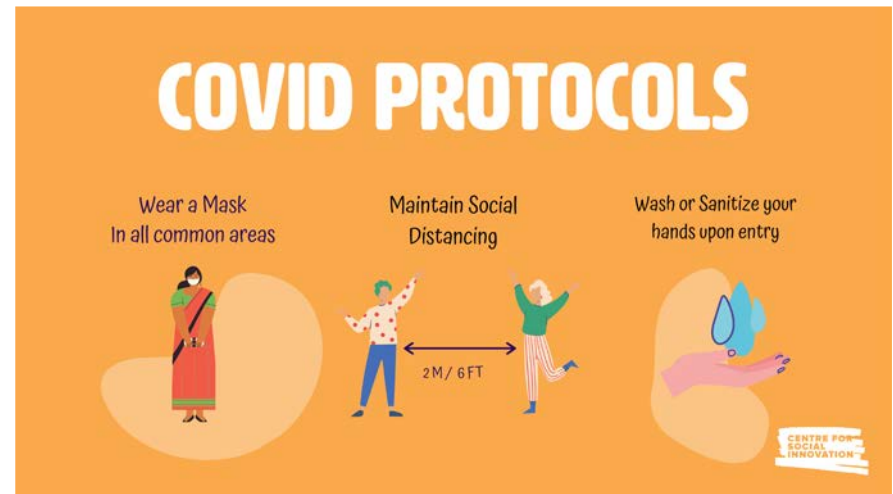 COVID PROTOCOLS
Wear a Mask
In all common areas
Maintain Social
Distancing
Wash or Sanitize your
hands upon entry
2M/ 6FT
CENTRE FOR
SOCIAL
INNOVATION